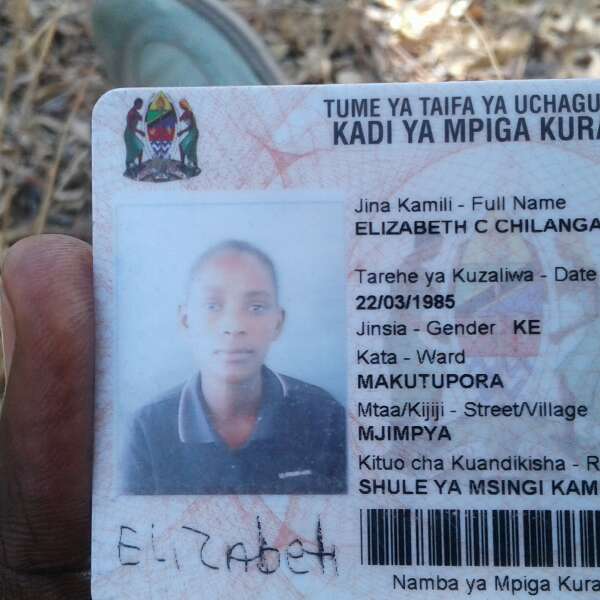 TUME YA TAIFA YA UCHAGU
KADI YA MPIGA KURA
Jina Kamili - Full Name
ELIZABETH C CHILANGA
Tarehe ya Kuzaliwa - Date
22/03/1985
Jinsia - Gender KE
Kata - Ward
MAKUTUPORA
Mtaa/Kijiji - Street/Village
MJIMPYA
Kituo cha Kuandikisha - R
SHULE YA MSINGI KAM
ELIZAbeth
Namba ya Mpiga Kura